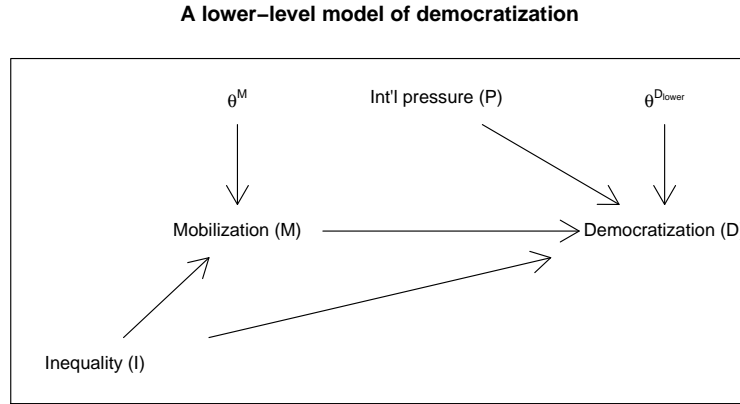 A lower−level model of democratization
θ^M
Int'l pressure (P)
θ^D_lower
Mobilization (M)
Democratization (D
Inequality (I)